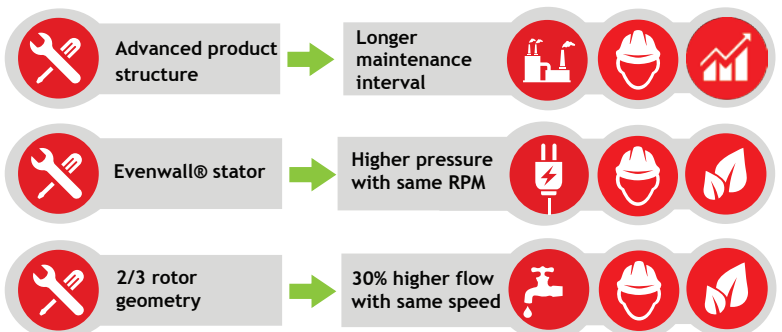 Advanced product
structure
Longer
maintenance
interval
Evenwall® stator
Higher pressure
with same RPM
2/3 rotor
geometry
30% higher flow
with same speed